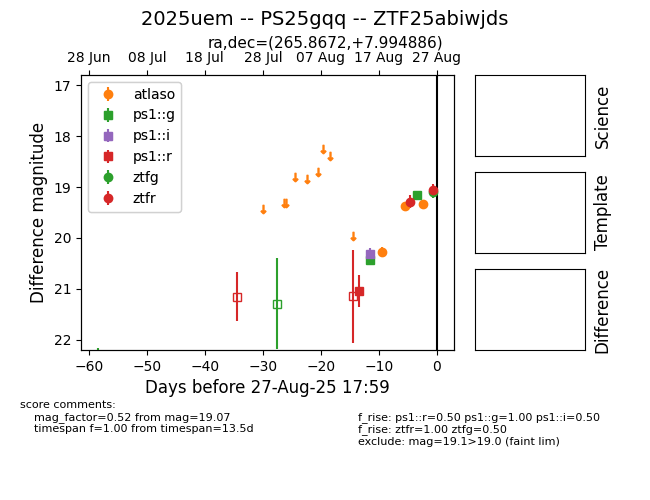 2025uem -- PS25gqq -- ZTF25abiwjds
ra,dec=(265.8672,+7.994886)
28 Jun 08 Jul 18 Jul 28 Jul 07 Aug 17 Aug 27 Aug
17
18
19
20
21
22
Difference magnitude
atlaso
ps1::g
ps1::i
ps1::r
ztfg
ztfr
−60 −50 −40 −30 −20 −10 0
Days before 27-Aug-25 17:59
Science
Template
Difference
score comments:
mag_factor=0.52 from mag=19.07
timespan f=1.00 from timespan=13.5d
f_rise: ps1::r=0.50 ps1::g=1.00 ps1::i=0.50
f_rise: ztfr=1.00 ztfg=0.50
exclude: mag=19.1>19.0 (faint lim)